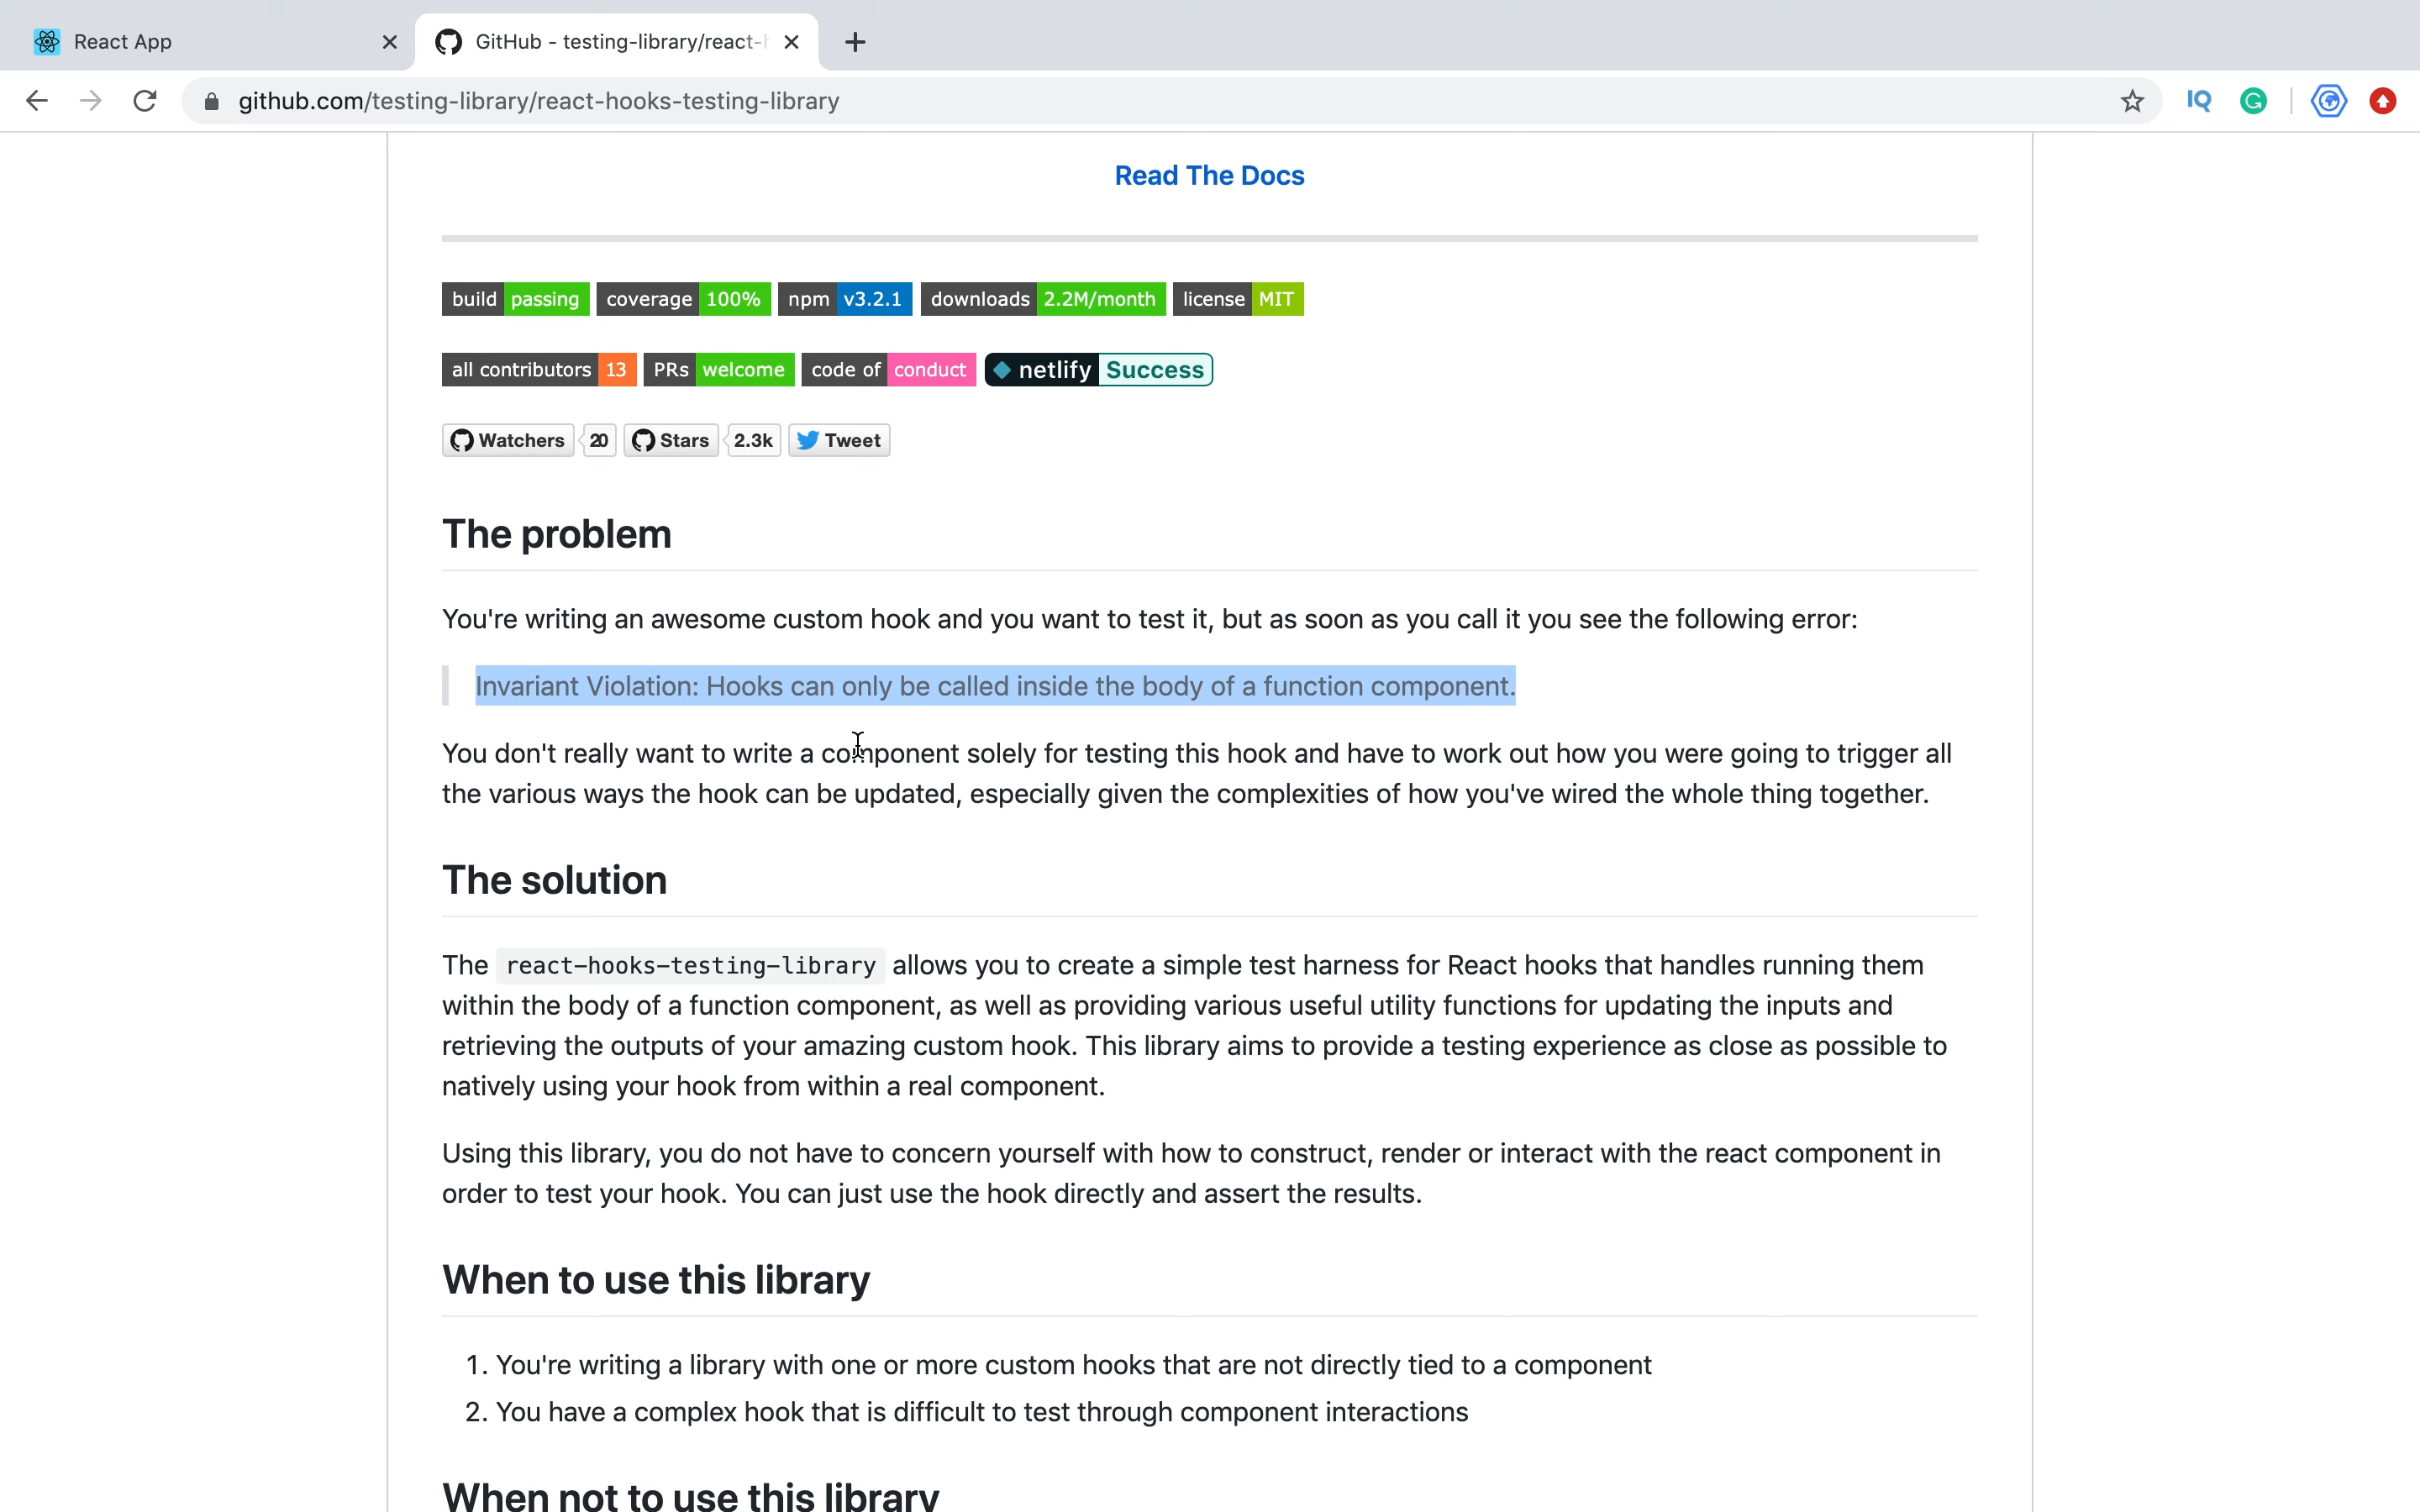 React App
GitHub - testing-library/react-h
github.com/testing-library/react-hooks-testing-library
IQ
Read The Docs
build passing coverage 100% npm v3.2.1 downloads 2.2M/month license MIT
all contributors 13 PRs welcome code of conduct netlify Success
Watchers 20 Stars 2.3k Tweet
The problem
You're writing an awesome custom hook and you want to test it, but as soon as you call it you see the following error:
Invariant Violation: Hooks can only be called inside the body of a function component.
You don't really want to write a component solely for testing this hook and have to work out how you were going to trigger all
the various ways the hook can be updated, especially given the complexities of how you've wired the whole thing together.
The solution
The react-hooks-testing-library allows you to create a simple test harness for React hooks that handles running them
within the body of a function component, as well as providing various useful utility functions for updating the inputs and
retrieving the outputs of your amazing custom hook. This library aims to provide a testing experience as close as possible to
natively using your hook from within a real component.
Using this library, you do not have to concern yourself with how to construct, render or interact with the react component in
order to test your hook. You can just use the hook directly and assert the results.
When to use this library
1. You're writing a library with one or more custom hooks that are not directly tied to a component
2. You have a complex hook that is difficult to test through component interactions
When not to use this library